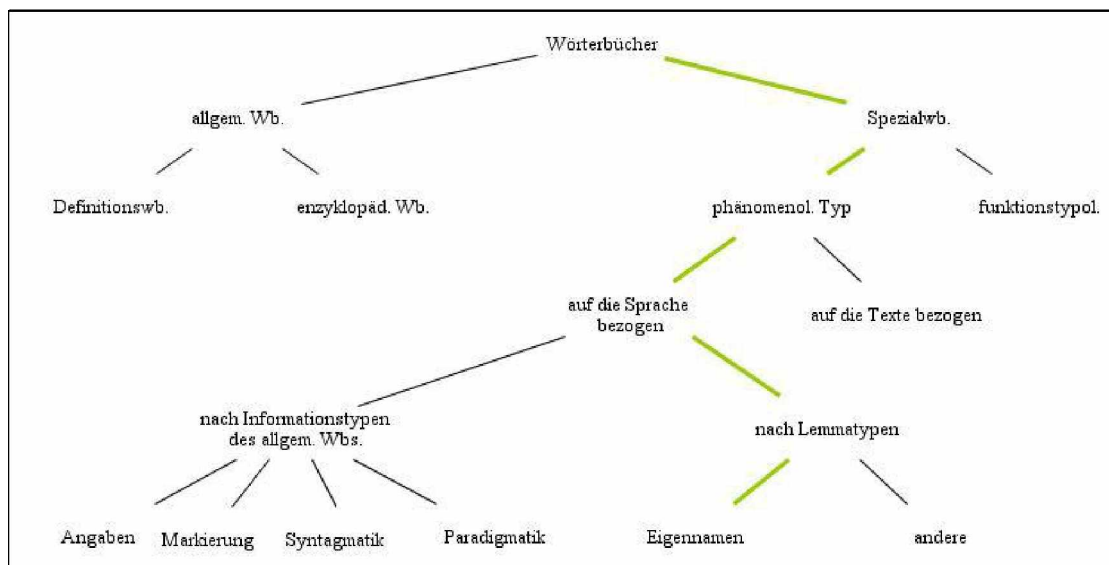 Wörterbücher
allgem. Wb.
Spezialwb.
Definitionswb.
enzyklopäd. Wb.
phänomenol. Typ
funktionstypol.
auf die Sprache
bezogen
auf die Texte bezogen
nach Informationstypen
des allgem. Wbs.
nach Lemmatypen
Angaben
Markierung
Syntagmatik
Paradigmatik
Eigennamen
andere